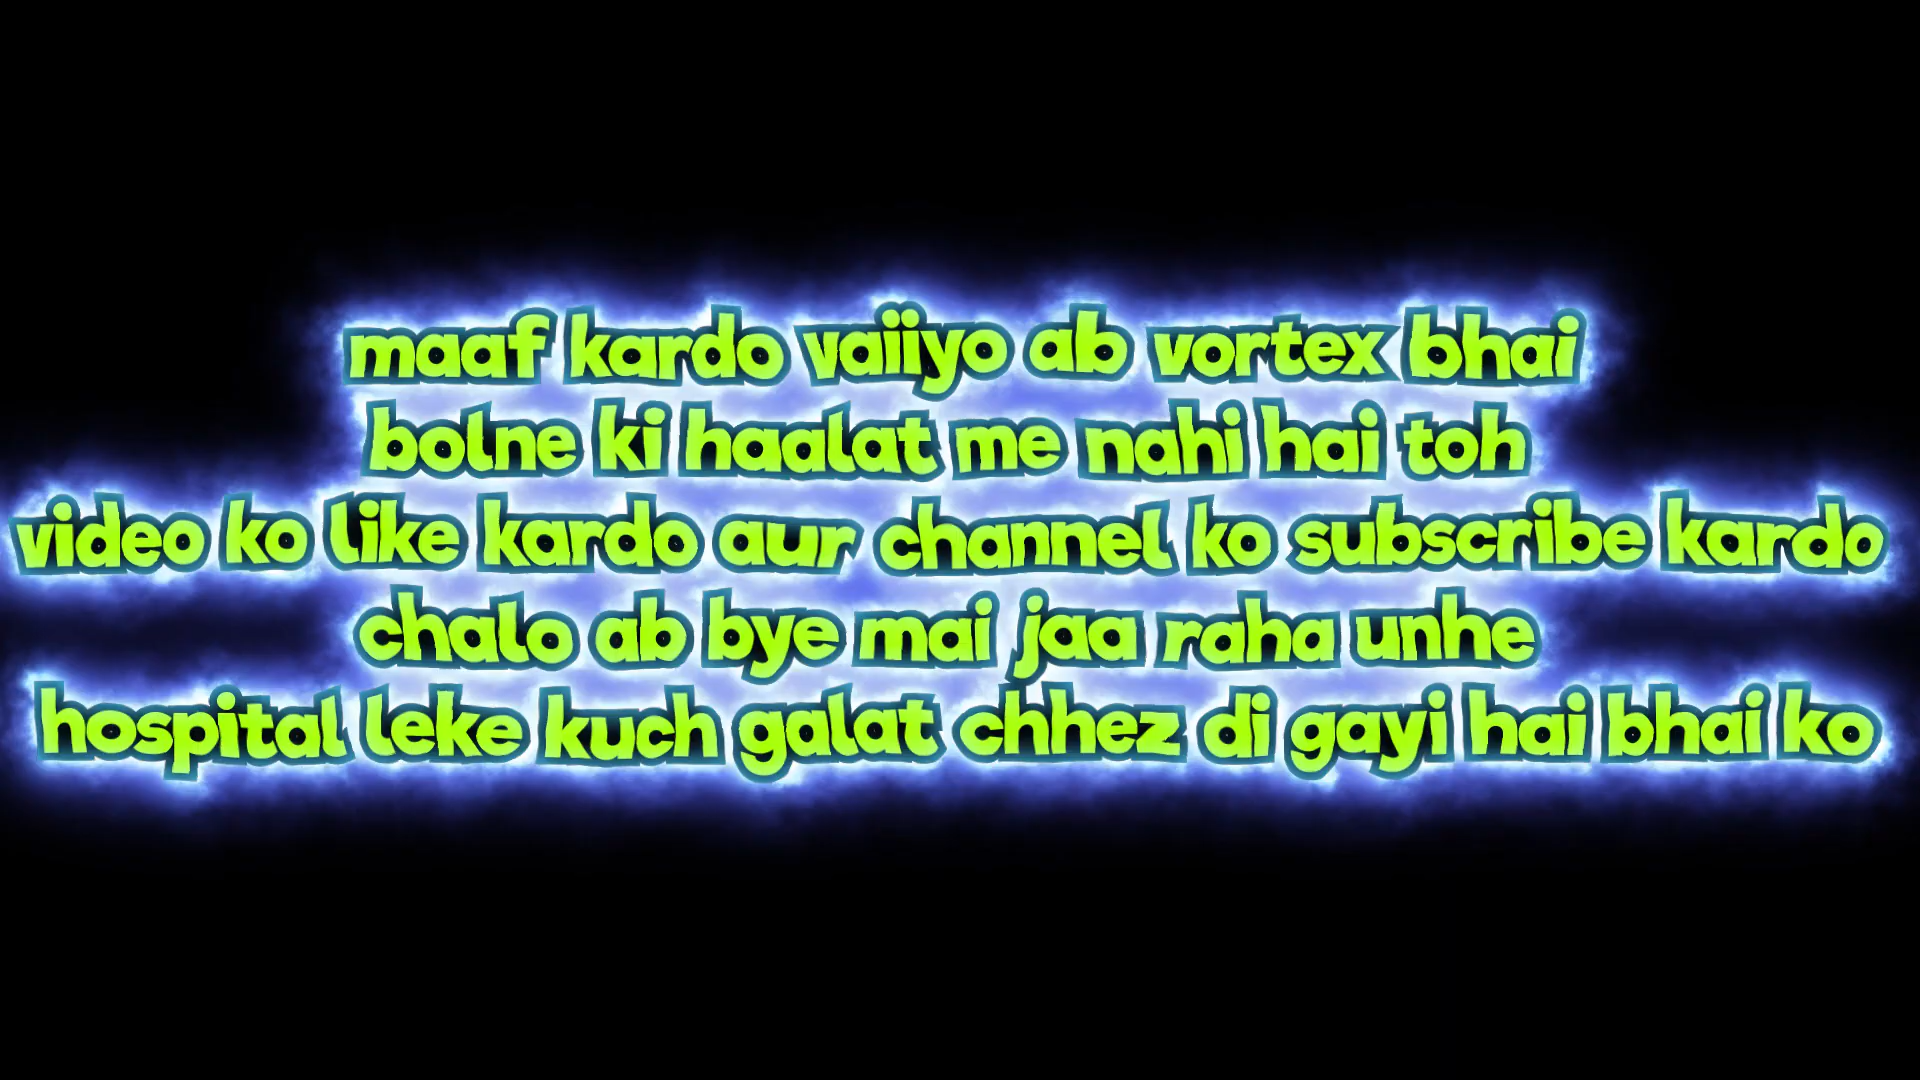 maaf kardo vaiiyo ab vortex bhai
bolne ki haalat me nahi hai toh
video ko like kardo aur channel ko subscribe kardo
chalo ab bye mai jaa raha unhe
hospital leke kuch galat chhez di gayi hai bhai ko